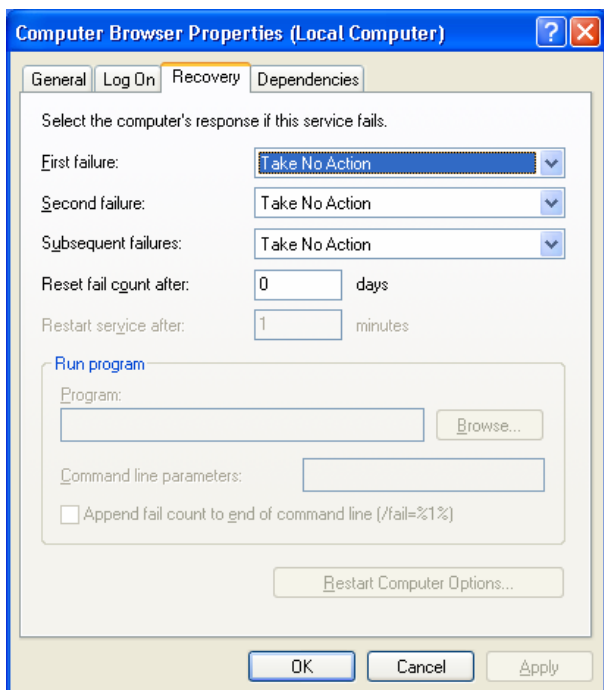 Computer Browser Properties (Local Computer)
General Log On Recovery Dependencies
Select the computer's response if this service fails.
First failure: Take No Action
Second failure: Take No Action
Subsequent failures: Take No Action
Reset fail count after: 0 days
Restart service after: 1 minutes
Run program
Program:
Browse...
Command line parameters:
Append fail count to end of command line (/fail=%1%)
Restart Computer Options...
OK Cancel Apply